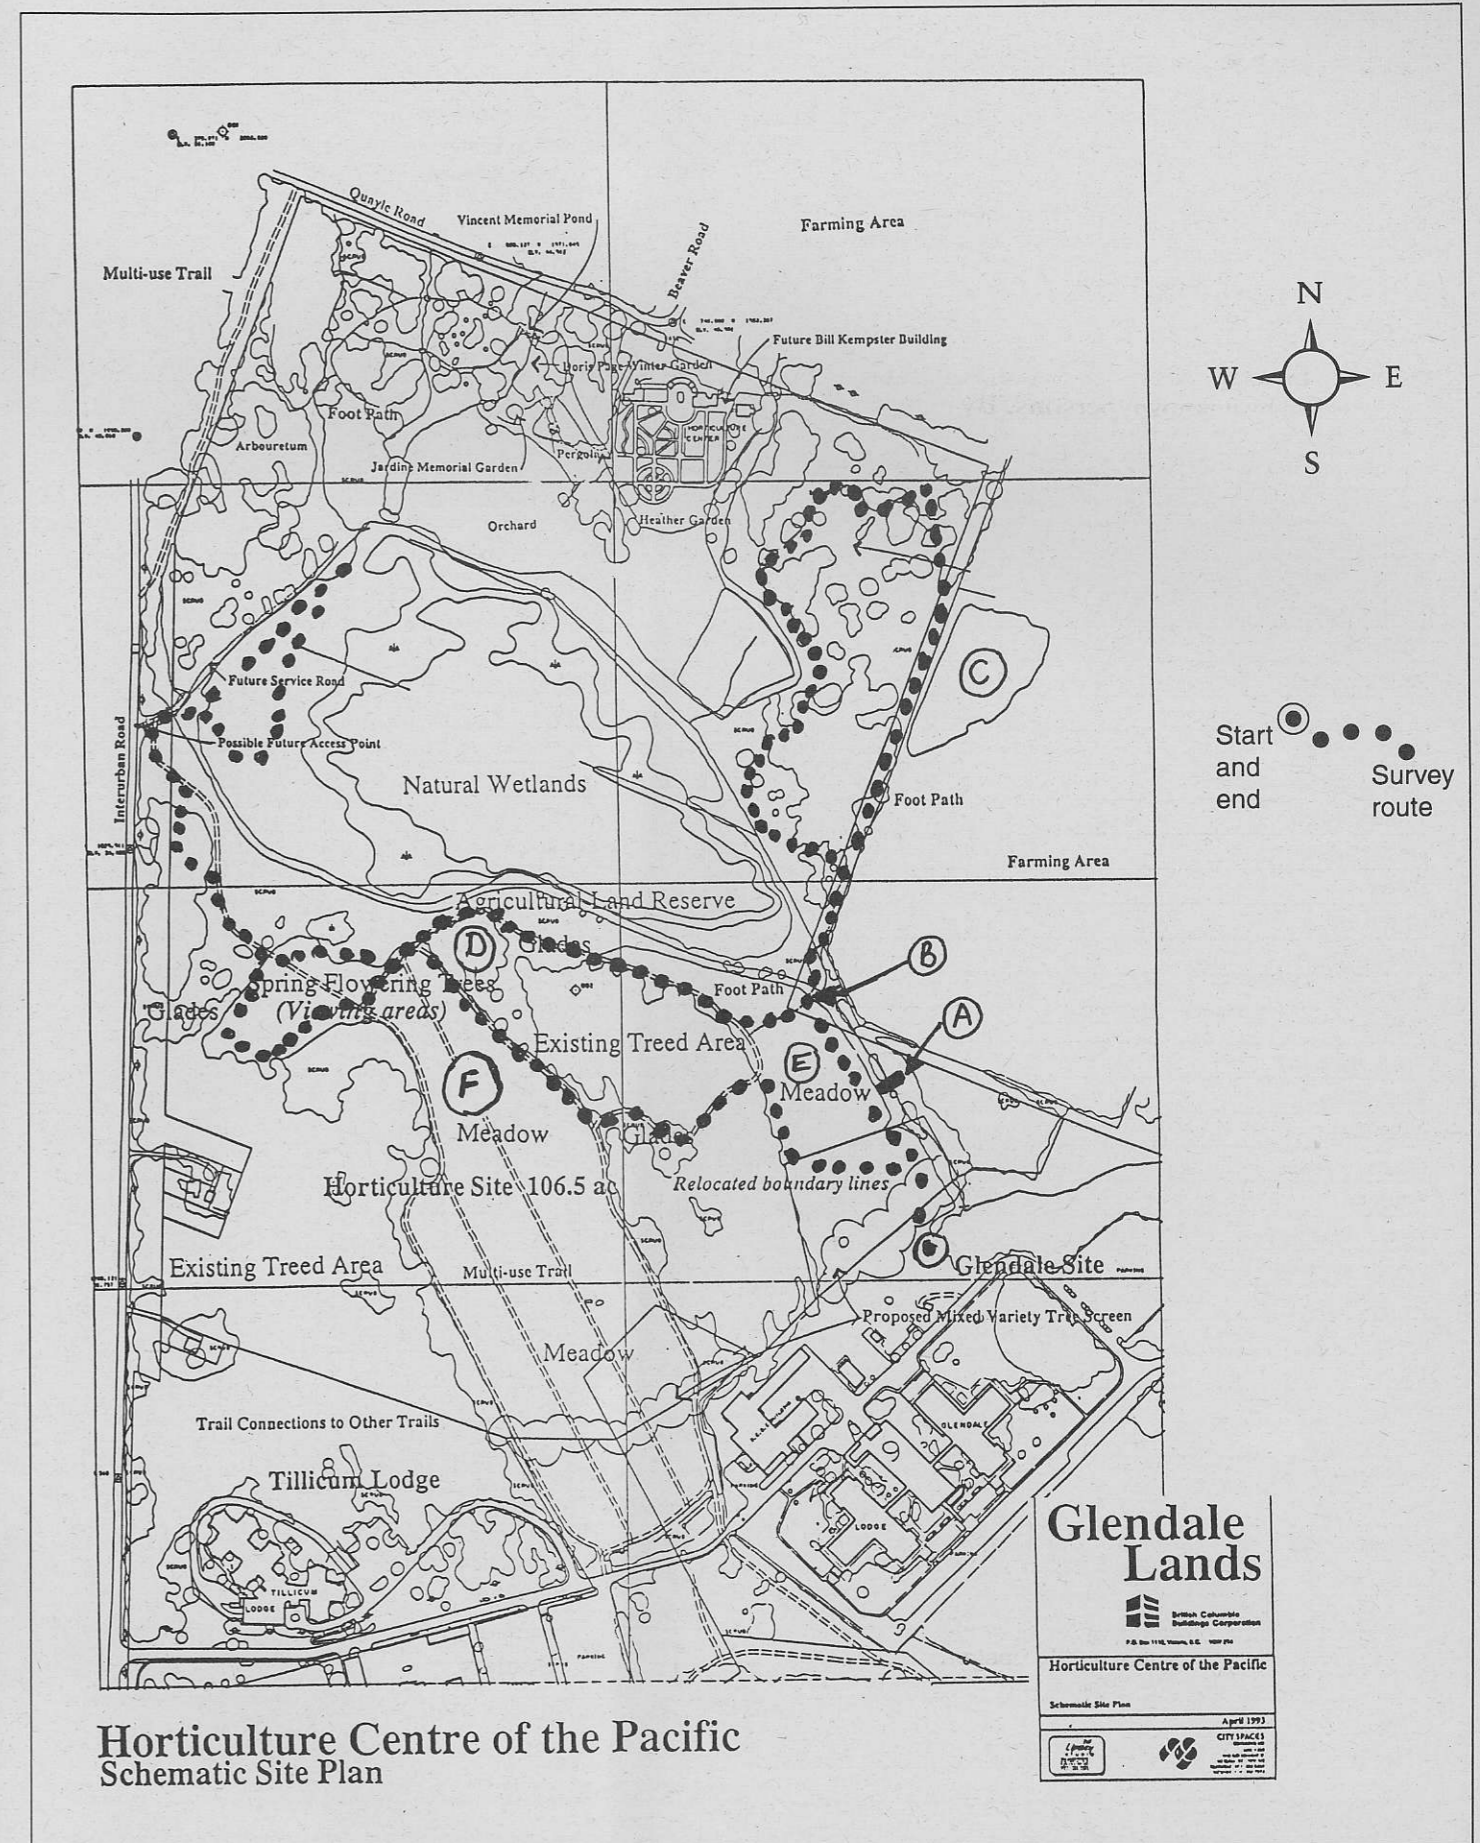 Qunyle Road
Vincent Memorial Pond
Farming Area
Beaver Road
Multi-use Trail
N
Future Bill Kempster Building
Doris Page Winter Garden
W
E
Foot Path
HORTICULTURE
CENTER
Arbouretum
Pergola
Jardine Memorial Garden
S
Orchard
Heather Garden
C
Future Service Road
Start
and
end
Survey
route
Possible Future Access Point
Interurban Road
Natural Wetlands
Foot Path
Farming Area
Agricultural Land Reserve
D
Glades
B
Spring Flowering Trees
(Viewing areas)
Foot Path
Glades
A
Existing Treed Area
E
F
Meadow
Meadow
Glades
Horticulture Site 106.5 ac
Relocated boundary lines
Existing Treed Area
Multi-use Trail
Glendale Site
PARKING
Proposed Mixed Variety Tree Screen
Meadow
Trail Connections to Other Trails
GLENDALE
Tillicum Lodge
LODGE
TILLICUM
LODGE
PARKING
Glendale
Lands
British Columbia
Buildings Corporation
Horticulture Centre of the Pacific
Schematic Site Plan
April 1993
CITY SPACES
Horticulture Centre of the Pacific
Schematic Site Plan